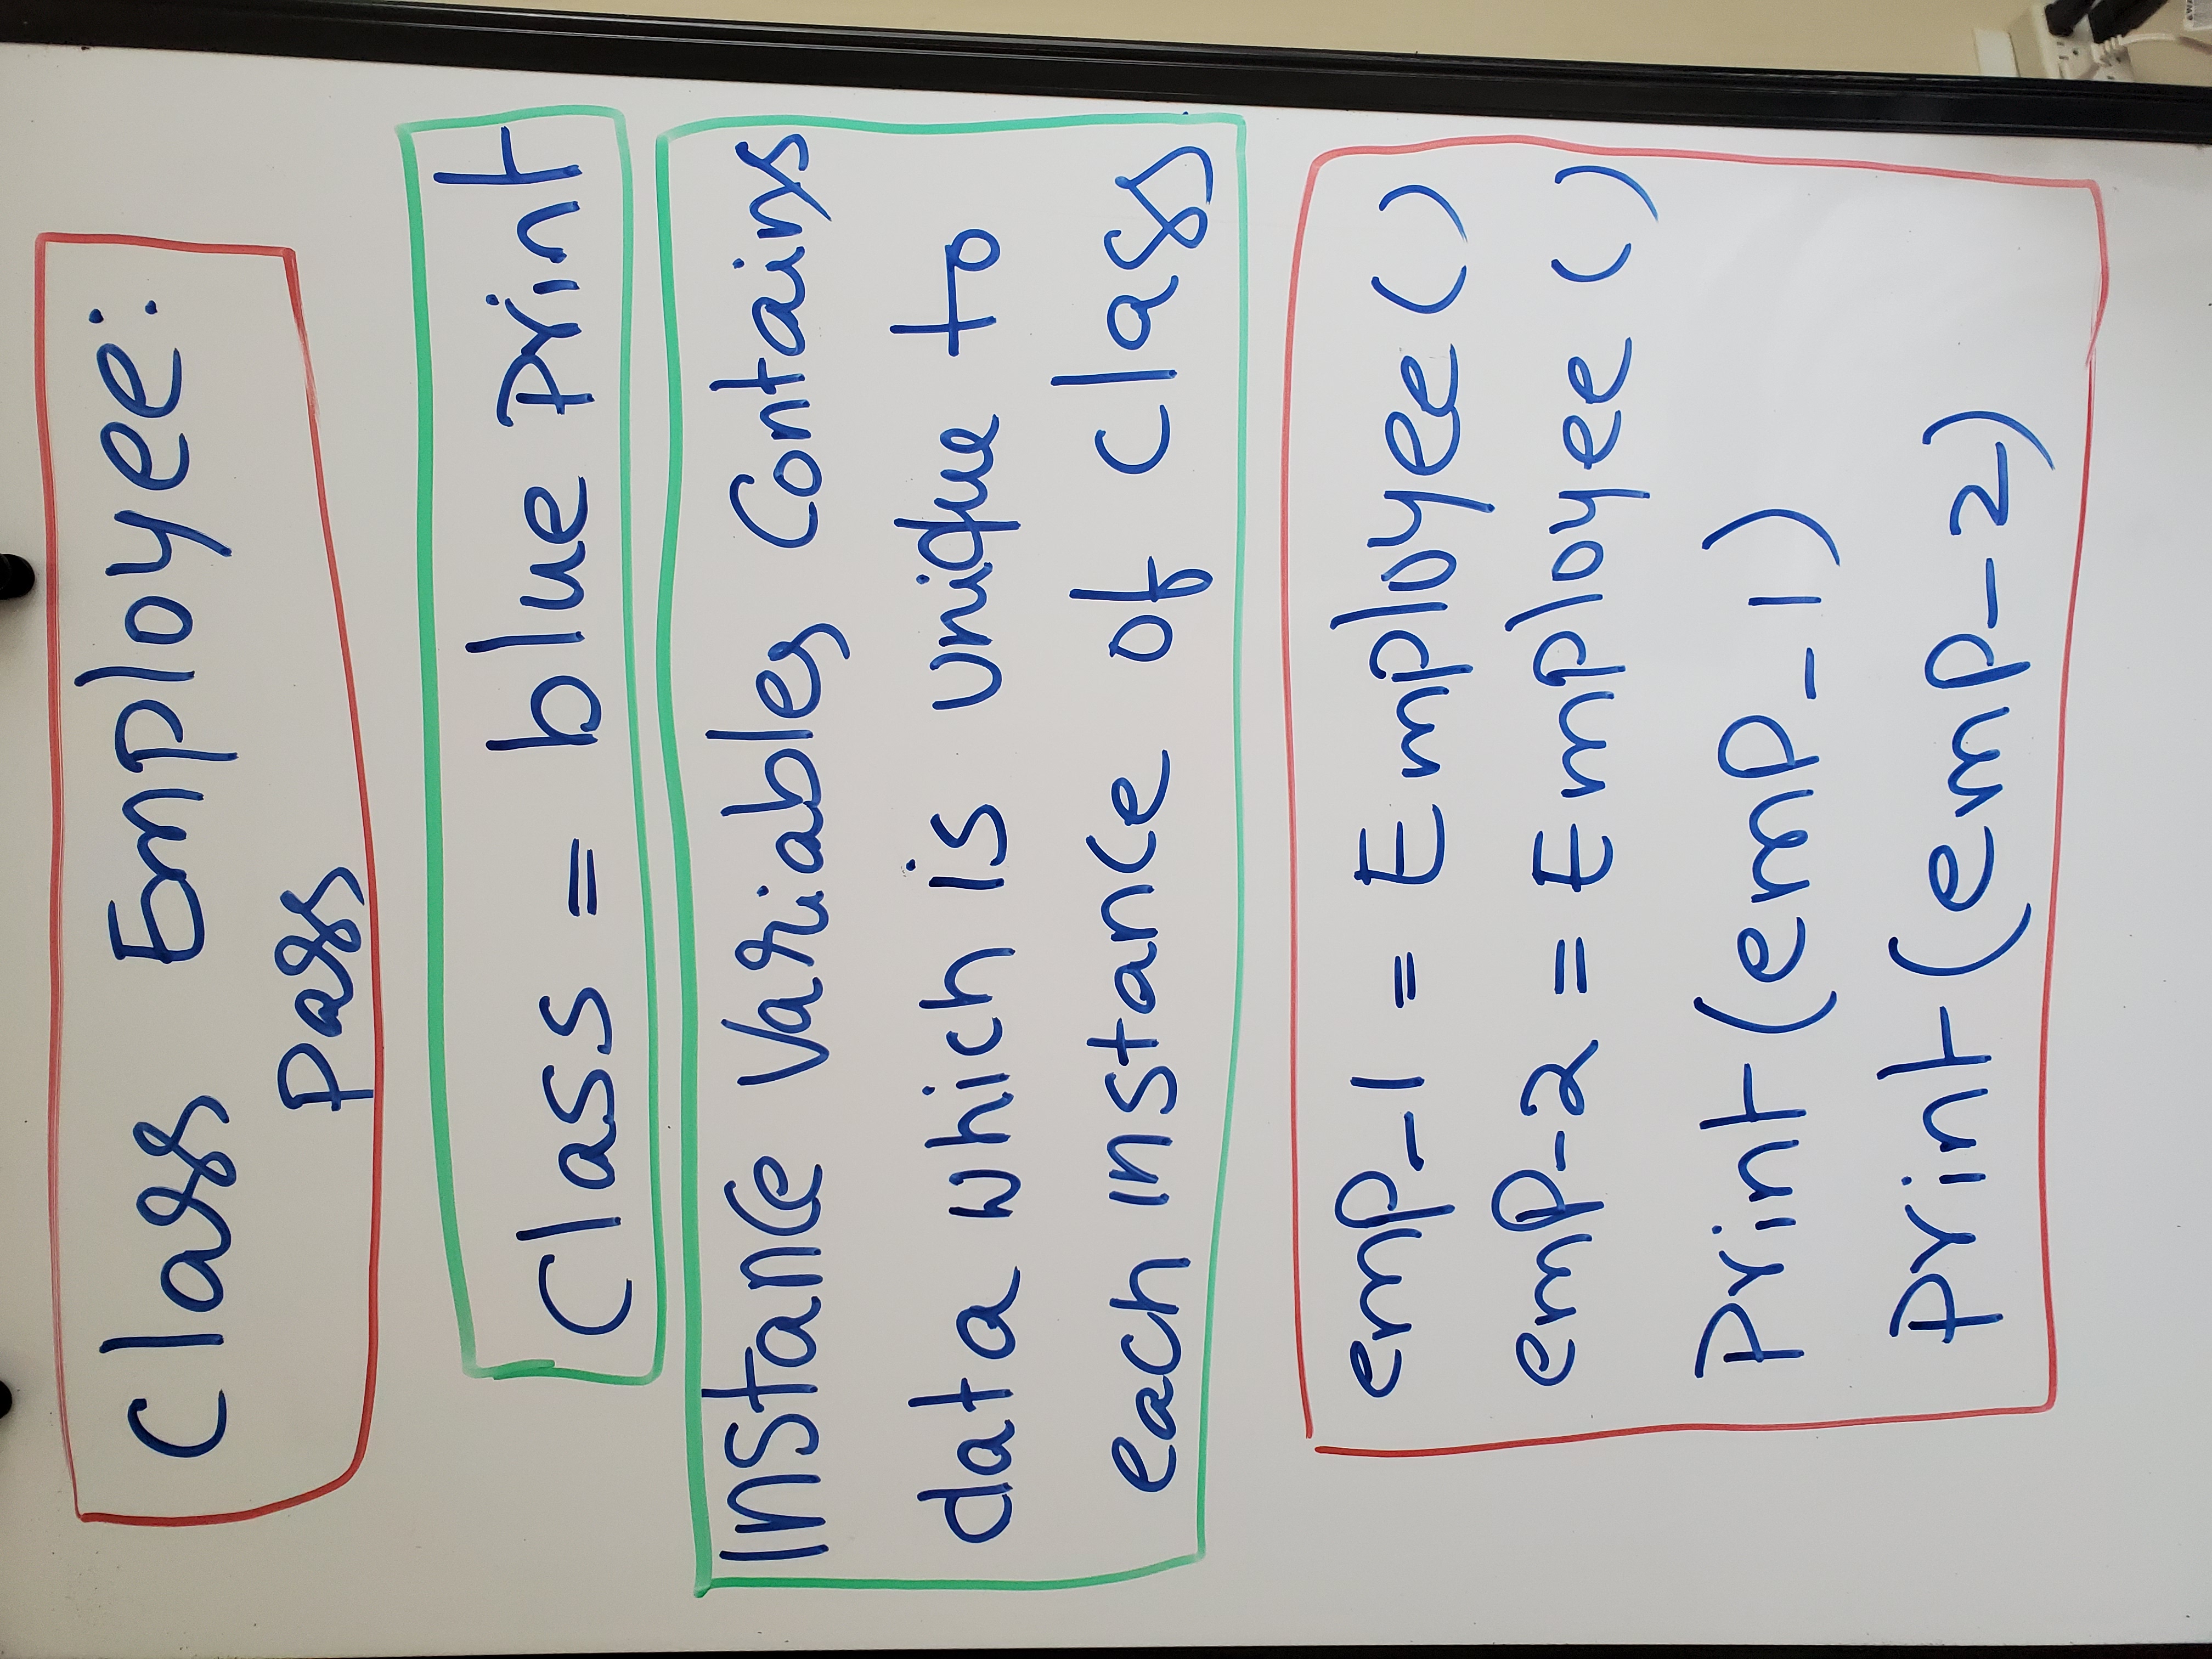 Class Employee:
pass
Class = blue print
Instance Variables Contains
data which is unique to
each instance of class
emp_1 = Employee()
emp-2 = Employee ()
Print(emp_1)
print(emp_2)